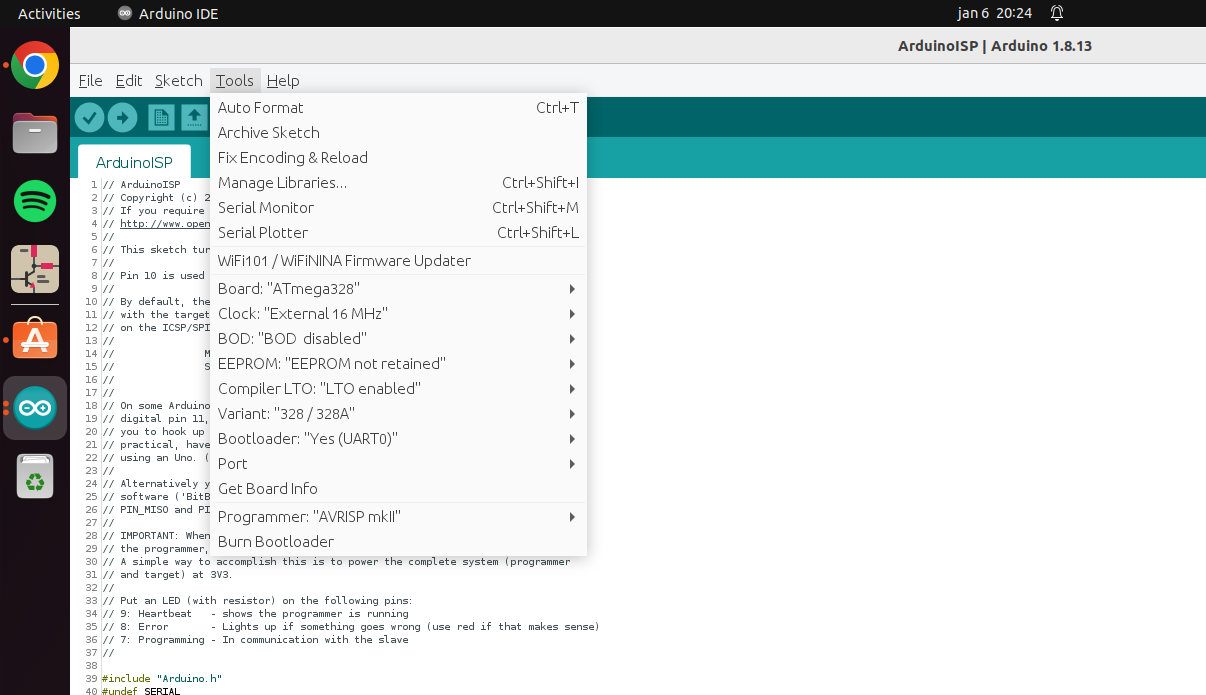 Activities Arduino IDE jan 6 20:24
ArduinoISP | Arduino 1.8.13
File Edit Sketch Tools Help
Auto Format Ctrl+T
Archive Sketch
Fix Encoding & Reload
Manage Libraries... Ctrl+Shift+I
Serial Monitor Ctrl+Shift+M
Serial Plotter Ctrl+Shift+L
WiFi101 / WiFiNINA Firmware Updater
Board: "ATmega328"
Clock: "External 16 MHz"
BOD: "BOD disabled"
EEPROM: "EEPROM not retained"
Compiler LTO: "LTO enabled"
Variant: "328 / 328A"
Bootloader: "Yes (UART0)"
Port
Get Board Info
Programmer: "AVRISP mkII"
Burn Bootloader
ArduinoISP
1 // ArduinoISP
2 // Copyright (c) 2
3 // If you require
4 // http://www.open
5 //
6 // This sketch tur
7 //
8 // Pin 10 is used
9 //
10 // By default, the
11 // with the target
12 // on the ICSP/SPI
13 //
14 // M
15 // S
16 //
17 //
18 // On some Arduino
19 // digital pin 11,
20 // you to hook up
21 // practical, have
22 // using an Uno. (
23 //
24 // Alternatively y
25 // software ('BitB
26 // PIN_MISO and PI
27 //
28 // IMPORTANT: When
29 // the programmer,
30 // A simple way to accomplish this is to power the complete system (programmer
31 // and target) at 3V3.
32 //
33 // Put an LED (with resistor) on the following pins:
34 // 9: Heartbeat - shows the programmer is running
35 // 8: Error - Lights up if something goes wrong (use red if that makes sense)
36 // 7: Programming - In communication with the slave
37 //
38
39 #include "Arduino.h"
40 #undef SERIAL